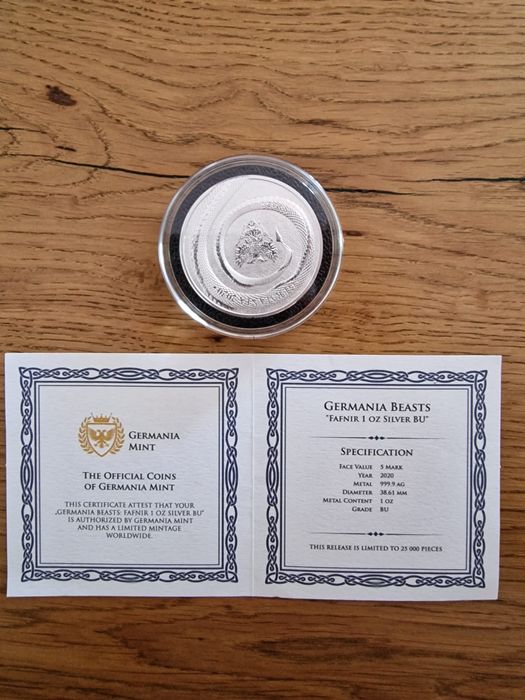 GERMANIA
MINT
THE OFFICIAL COINS
OF GERMANIA MINT
THIS CERTIFICATE ATTEST THAT YOUR
„GERMANIA BEASTS: FAFNIR 1 OZ SILVER BU"
IS AUTHORIZED BY GERMANIA MINT
AND HAS A LIMITED MINTAGE
WORLDWIDE.
GERMANIA BEASTS
"FAFNIR 1 OZ SILVER BU"
SPECIFICATION
FACE VALUE 5 MARK
YEAR 2020
METAL 999.9 AG
DIAMETER 38.61 MM
METAL CONTENT 1 OZ
GRADE BU
THIS RELEASE IS LIMITED TO 25 000 PIECES